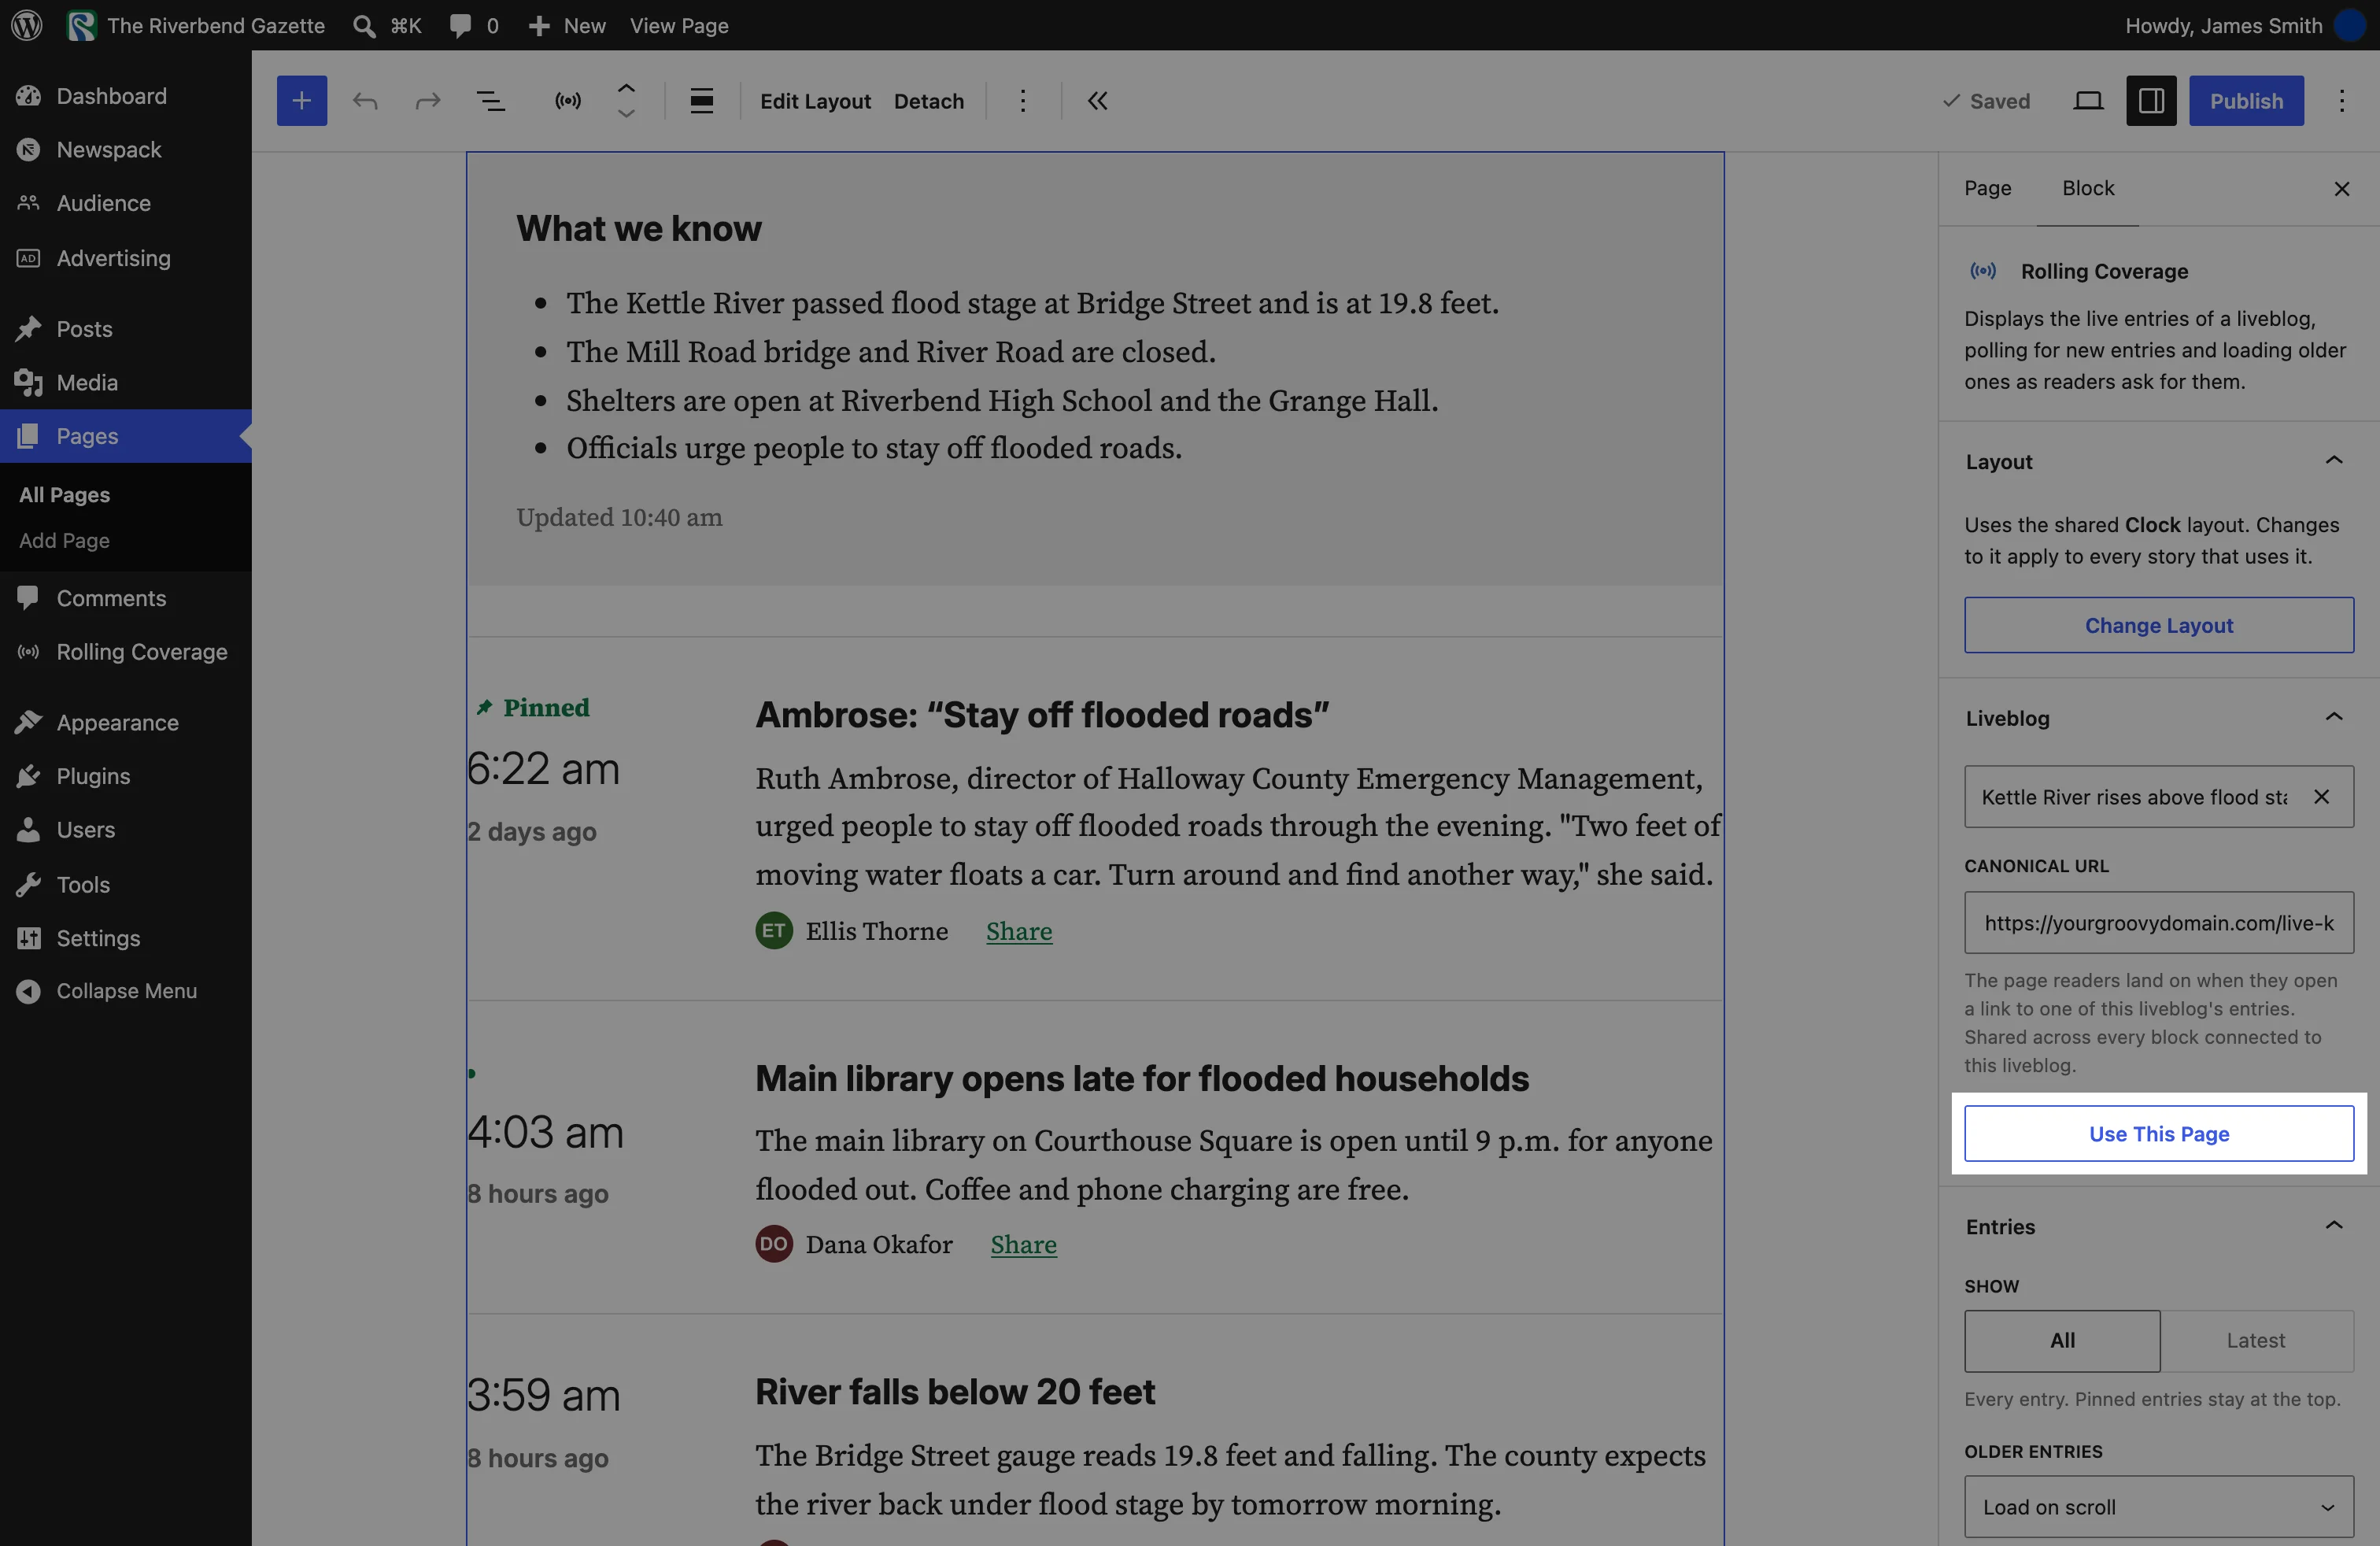 The Riverbend Gazette ⌘K 0 New View Page Howdy, James Smith
Dashboard
Newspack
Audience
Advertising
Posts
Media
Pages
All Pages
Add Page
Comments
Rolling Coverage
Appearance
Plugins
Users
Tools
Settings
Collapse Menu
Edit Layout Detach Saved Publish
What we know
• The Kettle River passed flood stage at Bridge Street and is at 19.8 feet.
• The Mill Road bridge and River Road are closed.
• Shelters are open at Riverbend High School and the Grange Hall.
• Officials urge people to stay off flooded roads.
Updated 10:40 am
Pinned
6:22 am
2 days ago
Ambrose: “Stay off flooded roads”
Ruth Ambrose, director of Halloway County Emergency Management,
urged people to stay off flooded roads through the evening. "Two feet of
moving water floats a car. Turn around and find another way," she said.
ET Ellis Thorne Share
4:03 am
8 hours ago
Main library opens late for flooded households
The main library on Courthouse Square is open until 9 p.m. for anyone
flooded out. Coffee and phone charging are free.
DO Dana Okafor Share
3:59 am
8 hours ago
River falls below 20 feet
The Bridge Street gauge reads 19.8 feet and falling. The county expects
the river back under flood stage by tomorrow morning.
Page Block
Rolling Coverage
Displays the live entries of a liveblog,
polling for new entries and loading older
ones as readers ask for them.
Layout
Uses the shared Clock layout. Changes
to it apply to every story that uses it.
Change Layout
Liveblog
Kettle River rises above flood sta
CANONICAL URL
https://yourgroovydomain.com/live-k
The page readers land on when they open
a link to one of this liveblog's entries.
Shared across every block connected to
this liveblog.
Use This Page
Entries
SHOW
All Latest
Every entry. Pinned entries stay at the top.
OLDER ENTRIES
Load on scroll